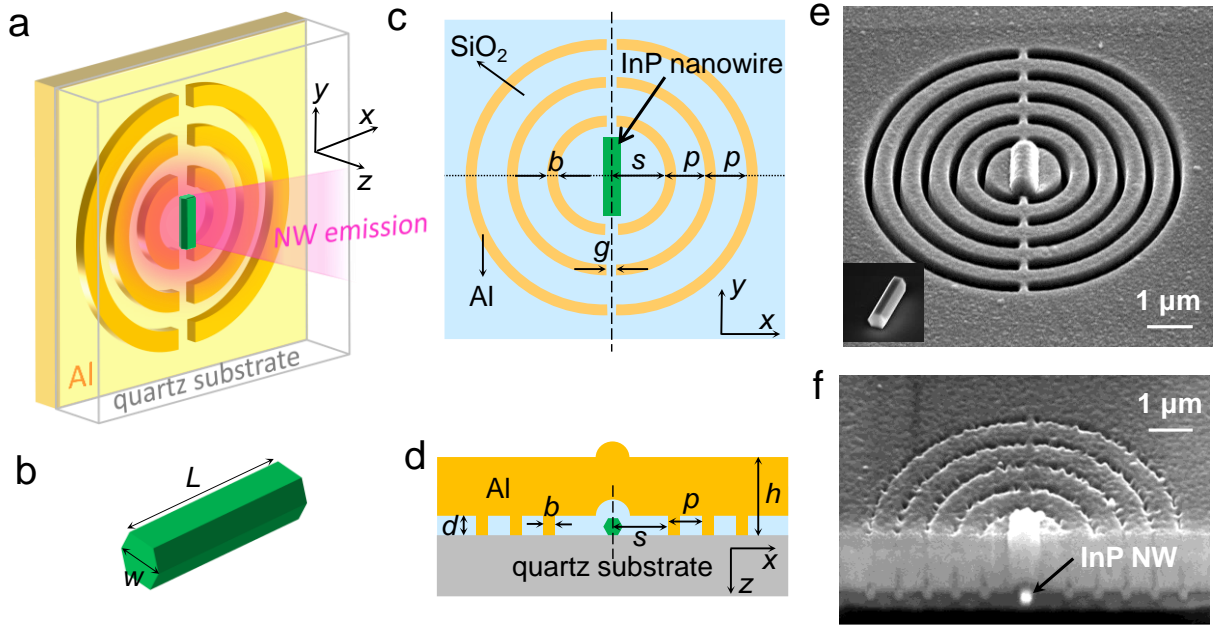 a
y
x
z
NW emission
Al
quartz substrate
b
L
w
c
SiO₂
InP nanowire
b
s
p
p
g
Al
y
x
d
Al
h
d
b
p
s
quartz substrate
x
z
e
1 µm
f
1 µm
InP NW